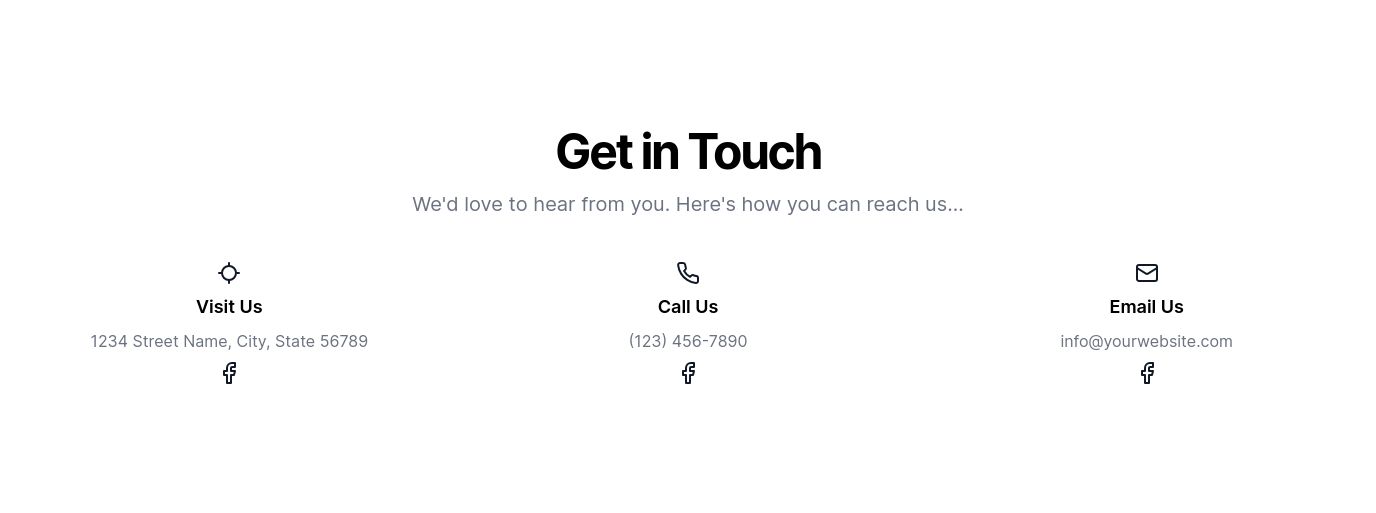 Get in Touch
We'd love to hear from you. Here's how you can reach us...
Visit Us
1234 Street Name, City, State 56789
Call Us
(123) 456-7890
Email Us
info@yourwebsite.com